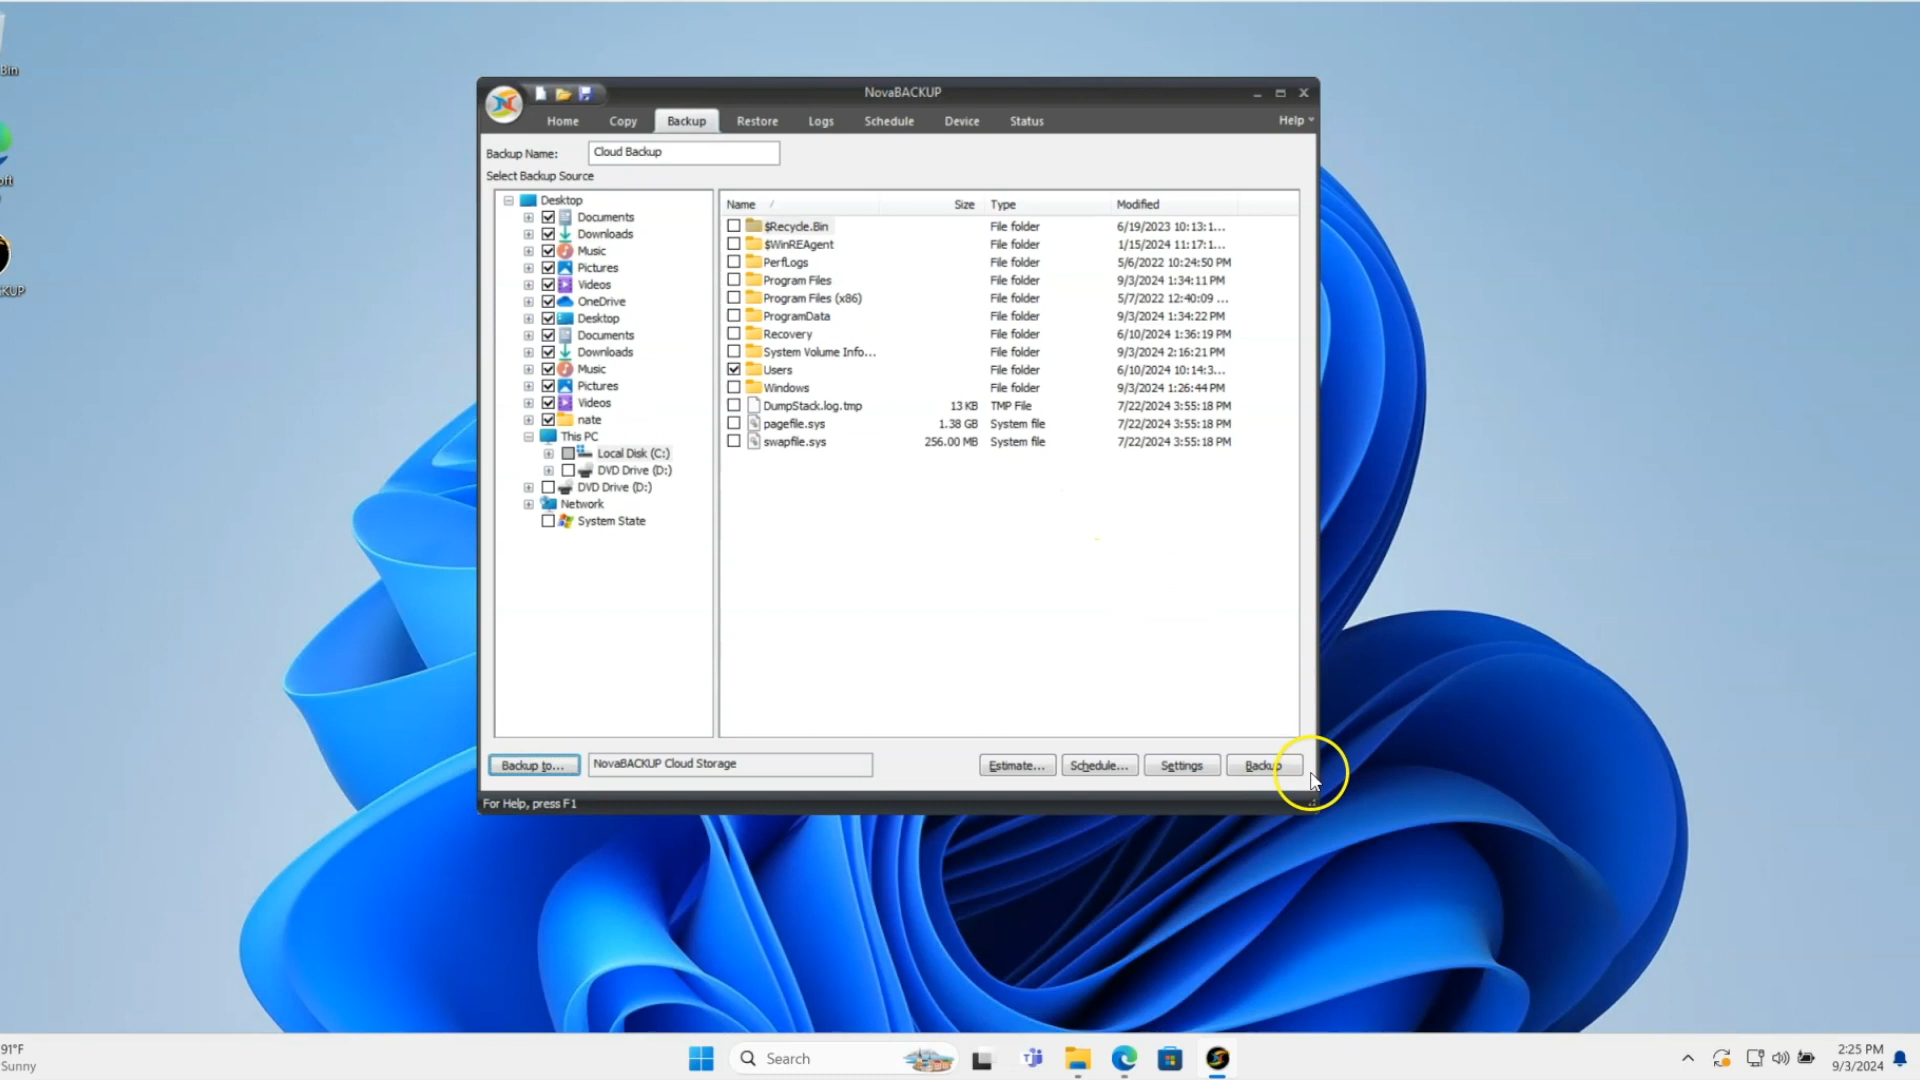 Bin
oft
KUP
NovaBACKUP
Home Copy Backup Restore Logs Schedule Device Status Help
Backup Name: Cloud Backup
Select Backup Source
Desktop
Documents
Downloads
Music
Pictures
Videos
OneDrive
Desktop
Documents
Downloads
Music
Pictures
Videos
nate
This PC
Local Disk (C:)
DVD Drive (D:)
DVD Drive (D:)
Network
System State
Name / Size Type Modified
$Recycle.Bin File folder 6/19/2023 10:13:1...
$WinREAgent File folder 1/15/2024 11:17:1...
PerfLogs File folder 5/6/2022 10:24:50 PM
Program Files File folder 9/3/2024 1:34:11 PM
Program Files (x86) File folder 5/7/2022 12:40:09 ...
ProgramData File folder 9/3/2024 1:34:22 PM
Recovery File folder 6/10/2024 1:36:19 PM
System Volume Info... File folder 9/3/2024 2:16:21 PM
Users File folder 6/10/2024 10:14:3...
Windows File folder 9/3/2024 1:26:44 PM
DumpStack.log.tmp 13 KB TMP File 7/22/2024 3:55:18 PM
pagefile.sys 1.38 GB System file 7/22/2024 3:55:18 PM
swapfile.sys 256.00 MB System file 7/22/2024 3:55:18 PM
Backup to... NovaBACKUP Cloud Storage Estimate... Schedule... Settings Backup
For Help, press F1
91°F
Sunny
Search
2:25 PM
9/3/2024